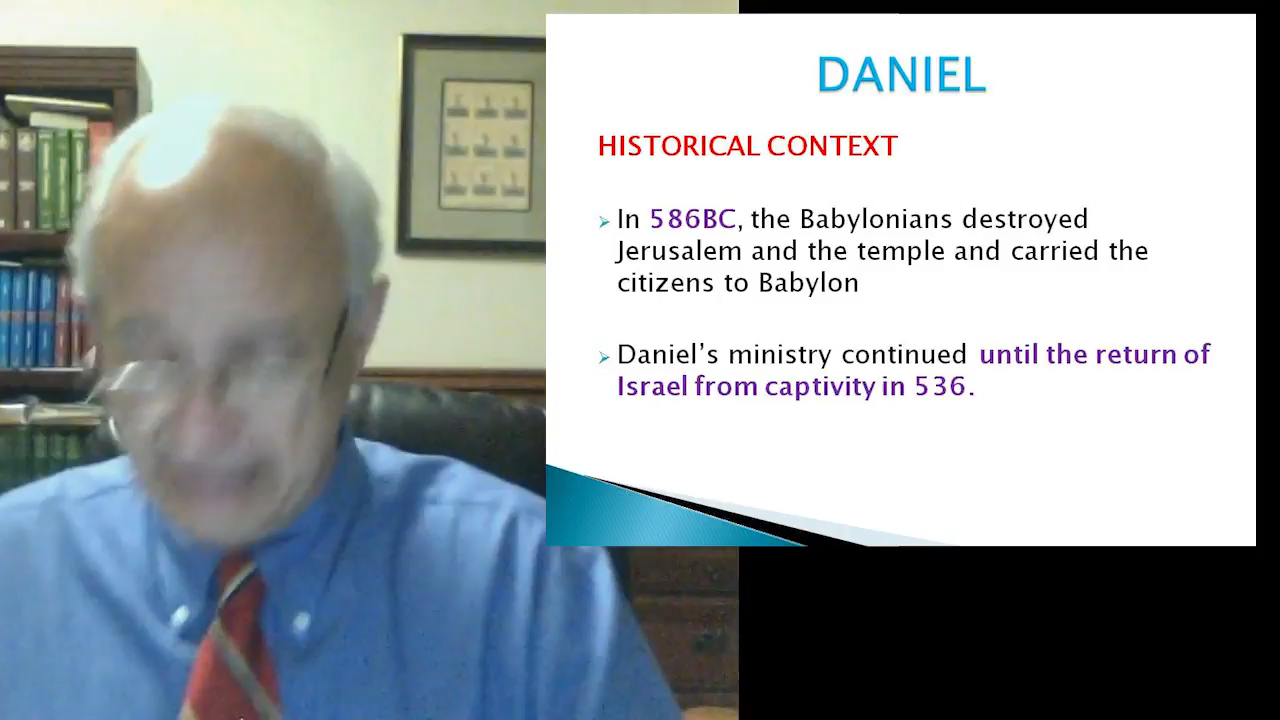 DANIEL
HISTORICAL CONTEXT
➢ In 586BC, the Babylonians destroyed
Jerusalem and the temple and carried the
citizens to Babylon
➢ Daniel’s ministry continued until the return of
Israel from captivity in 536.